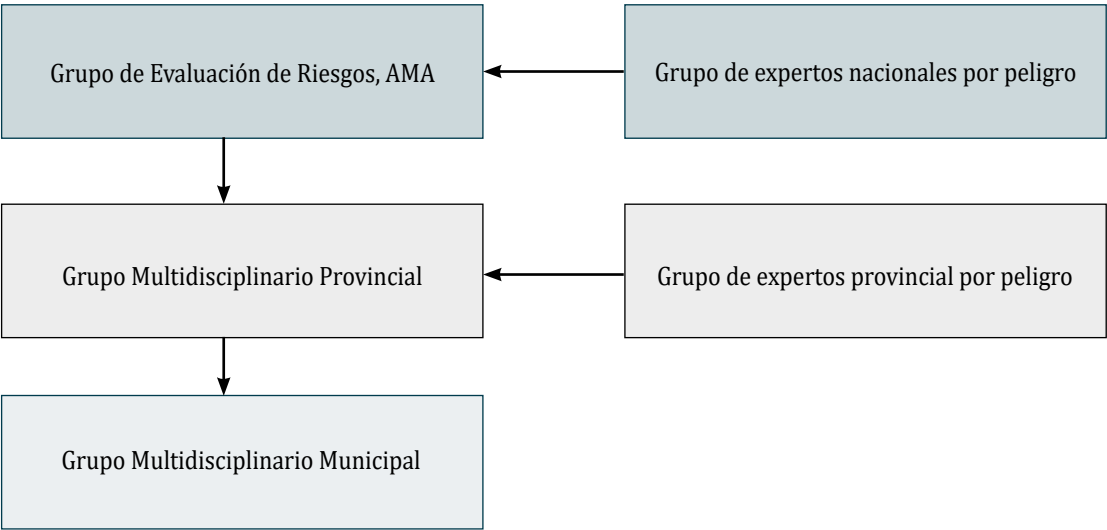 Grupo de Evaluación de Riesgos, AMA
Grupo de expertos nacionales por peligro
Grupo Multidisciplinario Provincial
Grupo de expertos provincial por peligro
Grupo Multidisciplinario Municipal